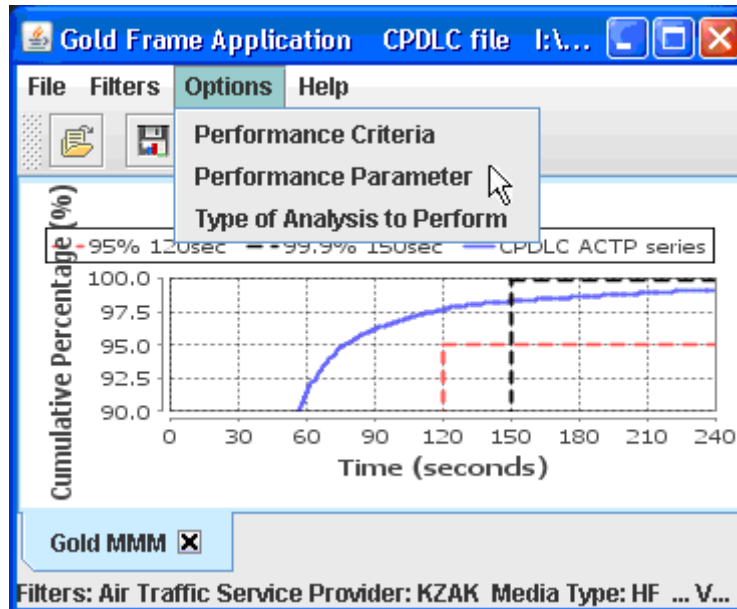 Gold Frame Application CPDLC file I:\...
File Filters Options Help
Performance Criteria
Performance Parameter
Type of Analysis to Perform
95% 120sec 99.9% 150sec CPDLC ACTP series
Cumulative Percentage (%)
100.0
97.5
95.0
92.5
90.0
0 30 60 90 120 150 180 210 240
Time (seconds)
Gold MMM
Filters: Air Traffic Service Provider: KZAK Media Type: HF ... V...